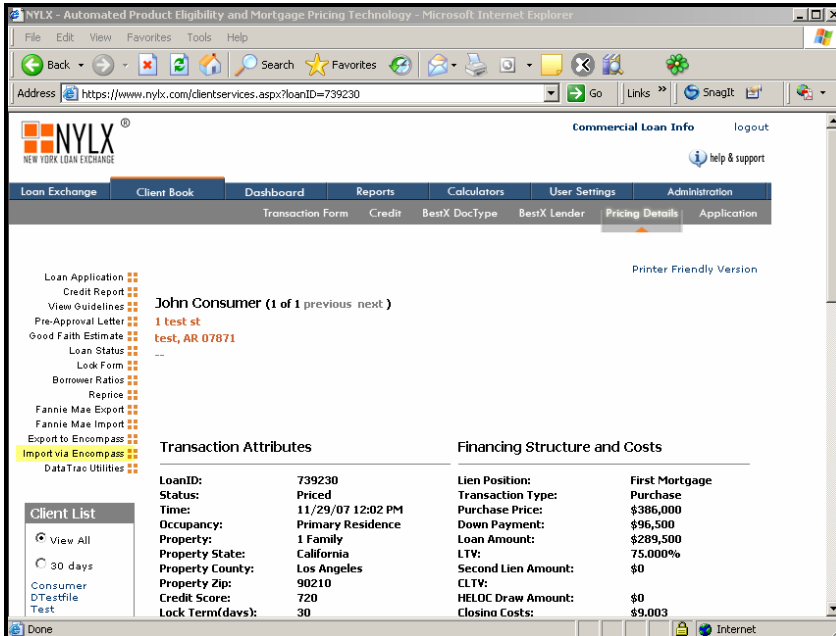 NYLX - Automated Product Eligibility and Mortgage Pricing Technology - Microsoft Internet Explorer
File Edit View Favorites Tools Help
Back Search Favorites
Address https://www.nylx.com/clientservices.aspx?loanID=739230 Go Links » SnagIt
NYLX ®
NEW YORK LOAN EXCHANGE
Commercial Loan Info logout
help & support
Loan Exchange Client Book Dashboard Reports Calculators User Settings Administration
Transaction Form Credit BestX DocType BestX Lender Pricing Details Application
Printer Friendly Version
Loan Application
Credit Report
View Guidelines
Pre-Approval Letter
Good Faith Estimate
Loan Status
Lock Form
Borrower Ratios
Reprice
Fannie Mae Export
Fannie Mae Import
Export to Encompass
Import via Encompass
DataTrac Utilities
John Consumer (1 of 1 previous next )
1 test st
test, AR 07871
--
Transaction Attributes
LoanID: 739230
Status: Priced
Time: 11/29/07 12:02 PM
Occupancy: Primary Residence
Property: 1 Family
Property State: California
Property County: Los Angeles
Property Zip: 90210
Credit Score: 720
Lock Term(days): 30
Financing Structure and Costs
Lien Position: First Mortgage
Transaction Type: Purchase
Purchase Price: $386,000
Down Payment: $96,500
Loan Amount: $289,500
LTV: 75.000%
Second Lien Amount: $0
CLTV:
HELOC Draw Amount: $0
Closing Costs: $9,003
Client List
View All
30 days
Consumer
DTestfile
Test
Done Internet